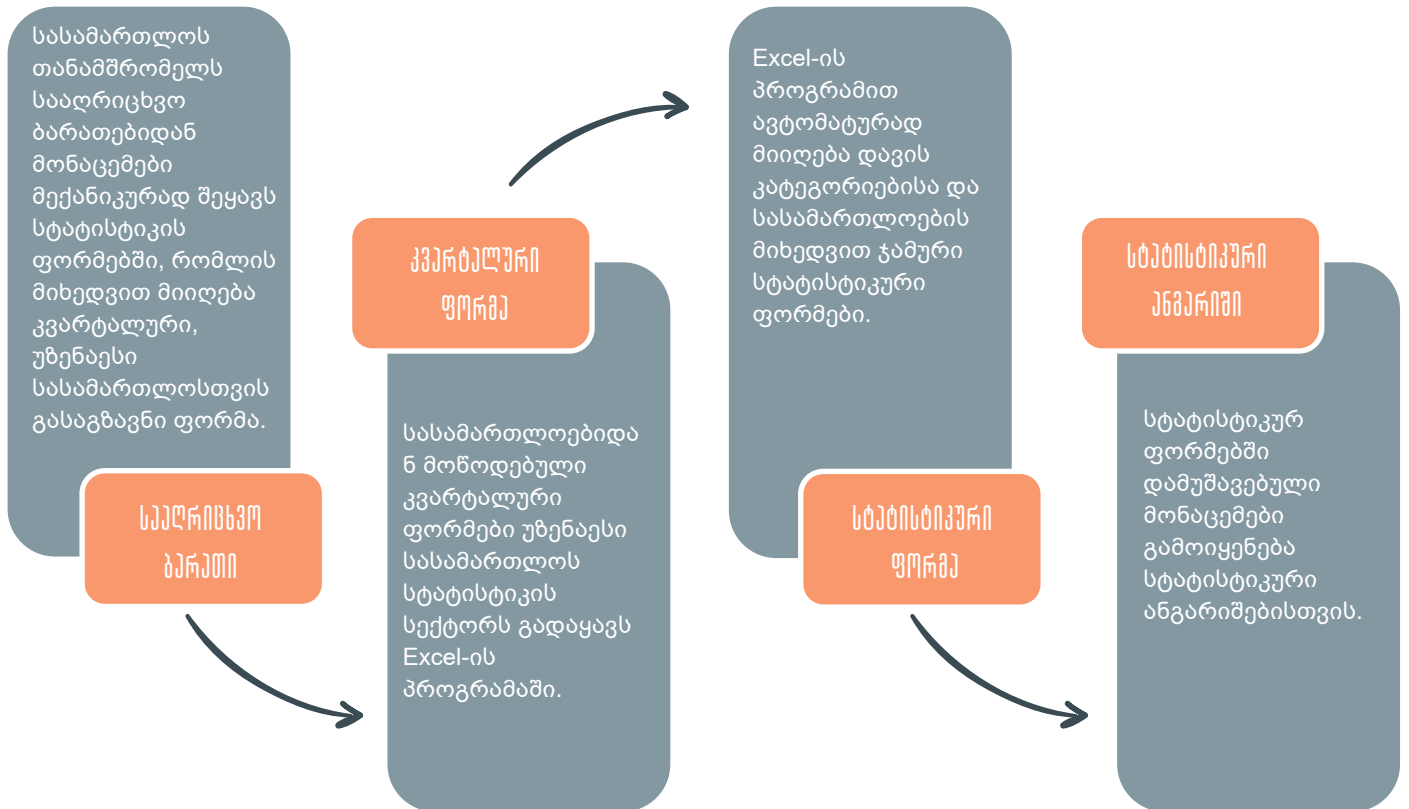 სასამართლოს
თანამშრომელს
სააღრიცხვო
ბარათებიდან
მონაცემები
მექანიკურად შეყავს
სტატისტიკის
ფორმებში, რომლის
მიხედვით მიიღება
კვარტალური,
უზენაესი
სასამართლოსთვის
გასაგზავნი ფორმა.
სააღრიცხვო
ბარათი
კვარტალური
ფორმა
სასამართლოებიდა
ნ მოწოდებული
კვარტალური
ფორმები უზენაესი
სასამართლოს
სტატისტიკის
სექტორს გადაყავს
Excel-ის
პროგრამაში.
Excel-ის
პროგრამით
ავტომატურად
მიიღება დავის
კატეგორიებისა და
სასამართლოების
მიხედვით ჯამური
სტატისტიკური
ფორმები.
სტატისტიკური
ფორმა
სტატისტიკური
ანგარიში
სტატისტიკურ
ფორმებში
დამუშავებული
მონაცემები
გამოიყენება
სტატისტიკური
ანგარიშებისთვის.